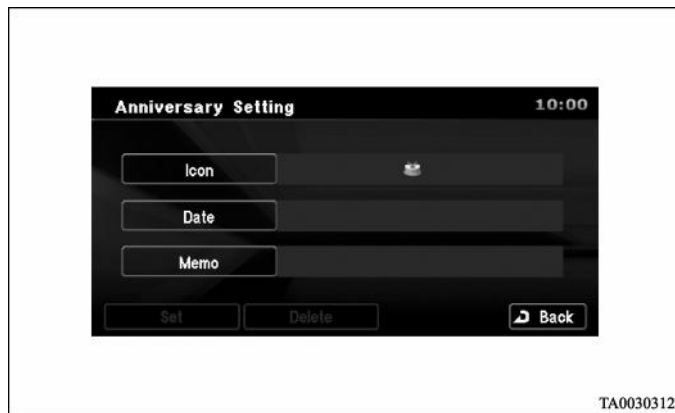 Anniversary Setting 10:00
Icon
Date
Memo
Set Delete Back
TA0030312